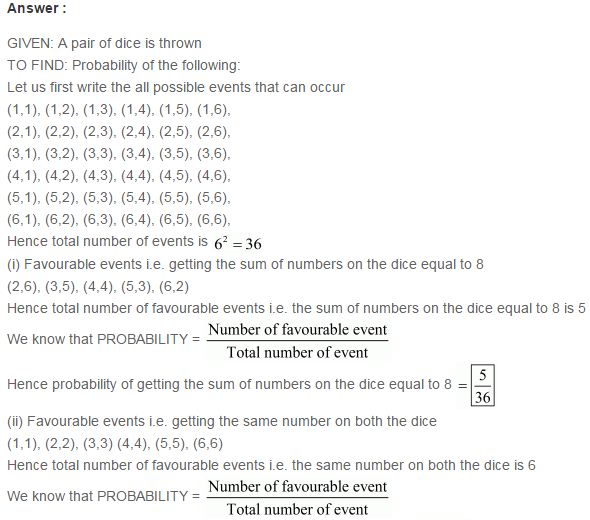 Answer :
GIVEN: A pair of dice is thrown
TO FIND: Probability of the following:
Let us first write the all possible events that can occur
(1,1), (1,2), (1,3), (1,4), (1,5), (1,6),
(2,1), (2,2), (2,3), (2,4), (2,5), (2,6),
(3,1), (3,2), (3,3), (3,4), (3,5), (3,6),
(4,1), (4,2), (4,3), (4,4), (4,5), (4,6),
(5,1), (5,2), (5,3), (5,4), (5,5), (5,6),
(6,1), (6,2), (6,3), (6,4), (6,5), (6,6),
Hence total number of events is 6² = 36
(i) Favourable events i.e. getting the sum of numbers on the dice equal to 8
(2,6), (3,5), (4,4), (5,3), (6,2)
Hence total number of favourable events i.e. the sum of numbers on the dice equal to 8 is 5
We know that PROBABILITY = Number of favourable event / Total number of event
Hence probability of getting the sum of numbers on the dice equal to 8 = 5/36
(ii) Favourable events i.e. getting the same number on both the dice
(1,1), (2,2), (3,3) (4,4), (5,5), (6,6)
Hence total number of favourable events i.e. the same number on both the dice is 6
We know that PROBABILITY = Number of favourable event / Total number of event